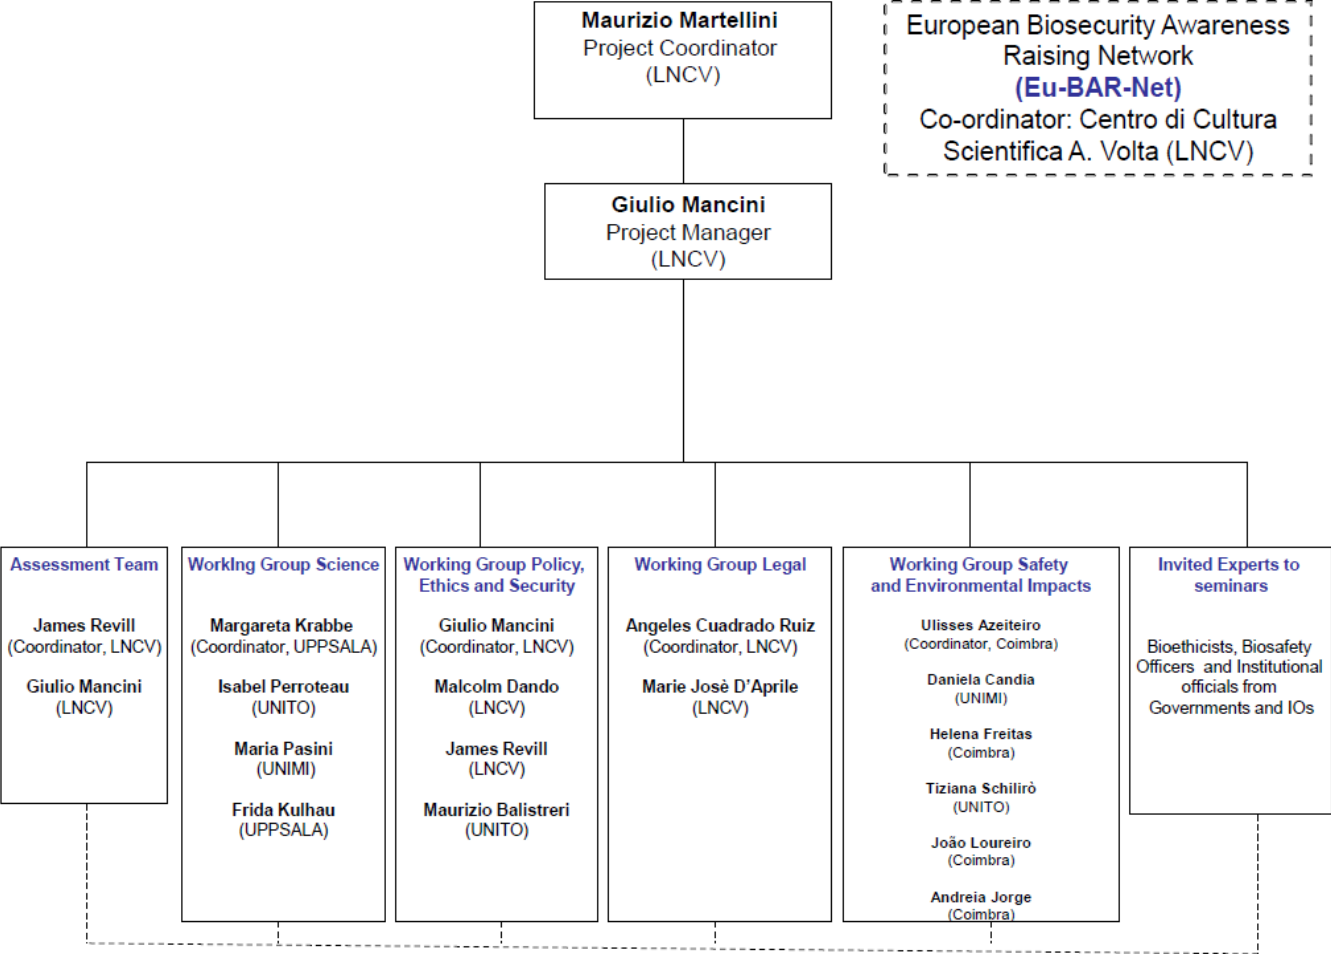 Maurizio Martellini
Project Coordinator
(LNCV)
European Biosecurity Awareness
Raising Network
(Eu-BAR-Net)
Co-ordinator: Centro di Cultura
Scientifica A. Volta (LNCV)
Giulio Mancini
Project Manager
(LNCV)
Assessment Team
James Revill
(Coordinator, LNCV)
Giulio Mancini
(LNCV)
Working Group Science
Margareta Krabbe
(Coordinator, UPPSALA)
Isabel Perroteau
(UNITO)
Maria Pasini
(UNIMI)
Frida Kulhau
(UPPSALA)
Working Group Policy,
Ethics and Security
Giulio Mancini
(Coordinator, LNCV)
Malcolm Dando
(LNCV)
James Revill
(LNCV)
Maurizio Balistreri
(UNITO)
Working Group Legal
Angeles Cuadrado Ruiz
(Coordinator, LNCV)
Marie Josè D'Aprile
(LNCV)
Working Group Safety
and Environmental Impacts
Ulisses Azeiteiro
(Coordinator, Coimbra)
Daniela Candia
(UNIMI)
Helena Freitas
(Coimbra)
Tiziana Schilirò
(UNITO)
João Loureiro
(Coimbra)
Andreia Jorge
(Coimbra)
Invited Experts to
seminars
Bioethicists, Biosafety
Officers and Institutional
officials from
Governments and IOs